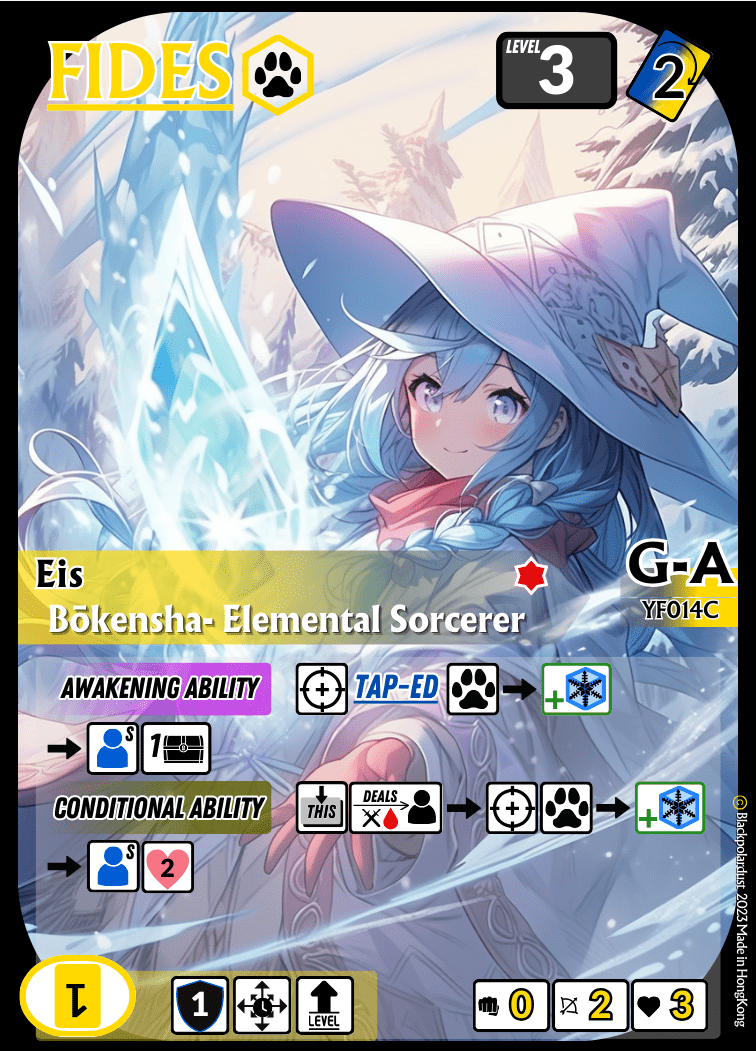 FIDES
LEVEL 3
2
Eis
G-A
Bōkensha- Elemental Sorcerer
YF014C
AWAKENING ABILITY TAP-ED +
S 1
CONDITIONAL ABILITY THIS DEALS +
S 2
© Blackpolardust 2023 Made in HongKong
1 1 LEVEL 0 2 3